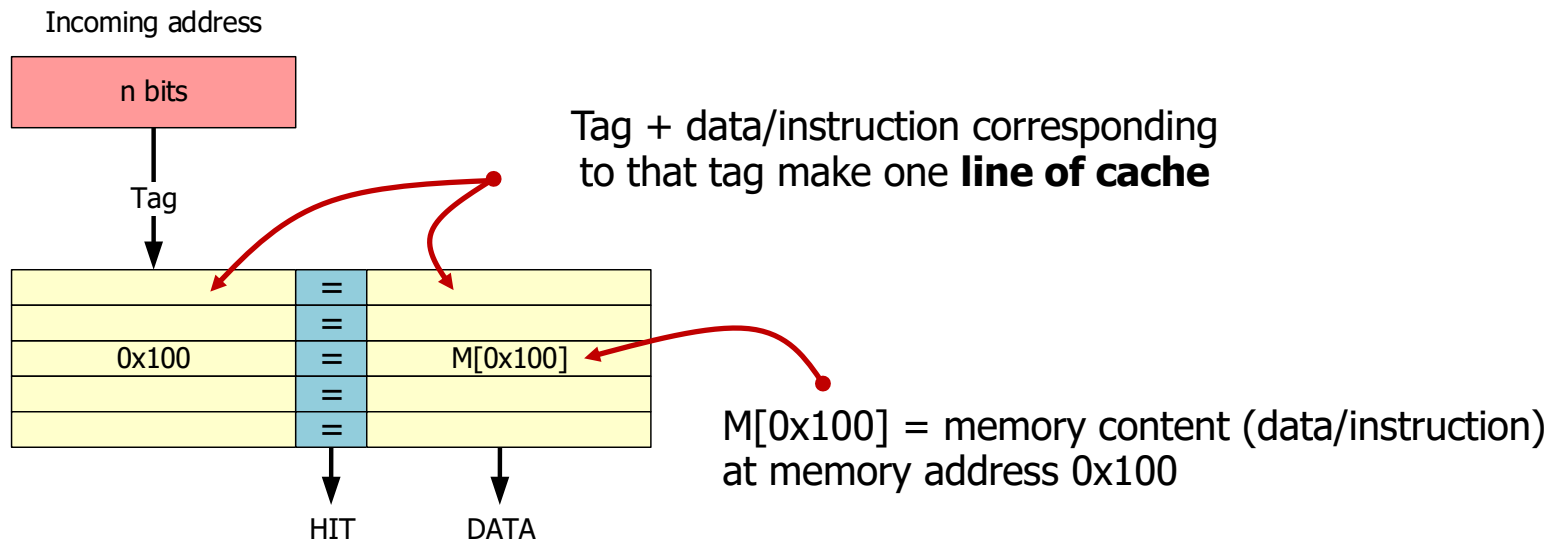 Incoming address
n bits
Tag + data/instruction corresponding
to that tag make one line of cache
Tag
=
=
0x100 = M[0x100]
=
=
M[0x100] = memory content (data/instruction)
at memory address 0x100
HIT DATA